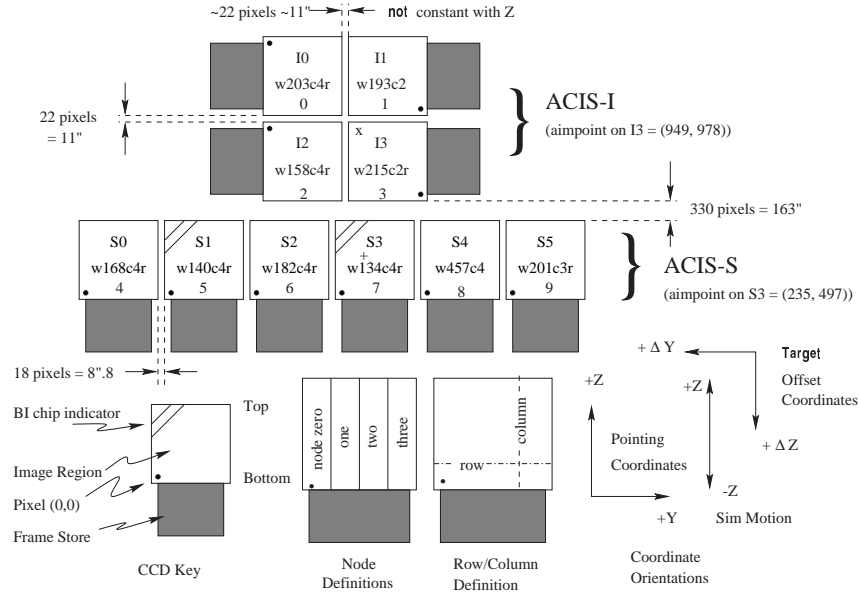 ~22 pixels ~11"
not constant with Z
I0
w203c4r
0
I1
w193c2
1
22 pixels
= 11"
ACIS-I
(aimpoint on I3 = (949, 978))
I2
w158c4r
2
x
I3
w215c2r
3
330 pixels = 163"
S0
w168c4r
4
S1
w140c4r
5
S2
w182c4r
6
S3
+
w134c4r
7
S4
w457c4
8
S5
w201c3r
9
ACIS-S
(aimpoint on S3 = (235, 497))
18 pixels = 8".8
BI chip indicator
Image Region
Pixel (0,0)
Frame Store
Top
Bottom
CCD Key
node zero
one
two
three
Node
Definitions
column
row
Row/Column
Definition
+ Δ Y
Target
Offset
Coordinates
+ Δ Z
+Z
Pointing
Coordinates
+Y
+Z
-Z
Sim Motion
Coordinate
Orientations